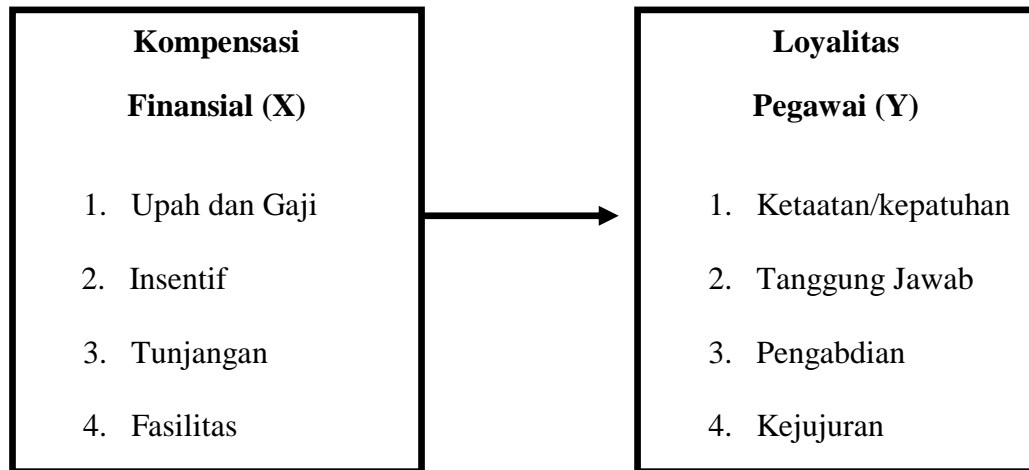 Kompensasi
Finansial (X)
1. Upah dan Gaji
2. Insentif
3. Tunjangan
4. Fasilitas
Loyalitas
Pegawai (Y)
1. Ketaatan/kepatuhan
2. Tanggung Jawab
3. Pengabdian
4. Kejujuran